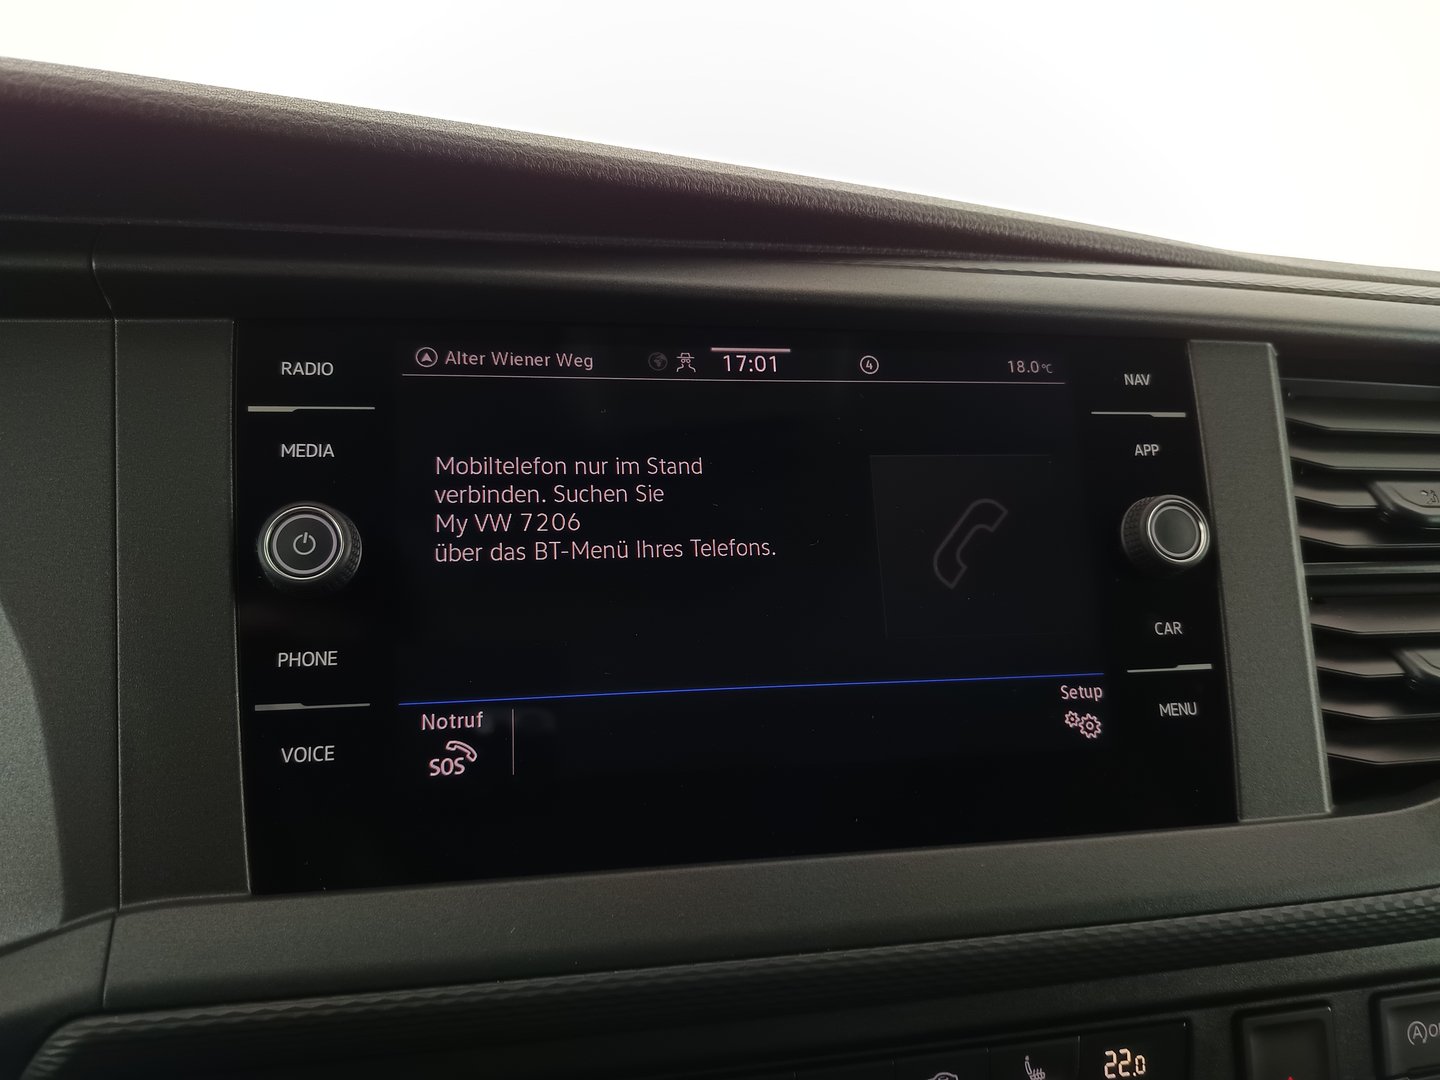 RADIO
MEDIA
PHONE
VOICE
Alter Wiener Weg
17:01
4
18.0°C
Mobiltelefon nur im Stand
verbinden. Suchen Sie
My VW 7206
über das BT-Menü Ihres Telefons.
Notruf
SOS
Setup
NAV
APP
CAR
MENU
22.0